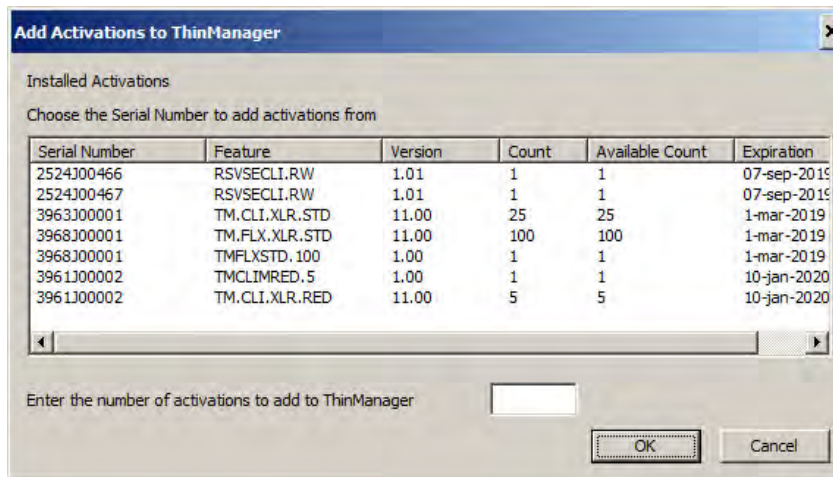 Add Activations to ThinManager
Installed Activations
Choose the Serial Number to add activations from
Serial Number Feature Version Count Available Count Expiration
2524J00466 RSVSECLI.RW 1.01 1 1 07-sep-2019
2524J00467 RSVSECLI.RW 1.01 1 1 07-sep-2019
3963J00001 TM.CLI.XLR.STD 11.00 25 25 1-mar-2019
3968J00001 TM.FLX.XLR.STD 11.00 100 100 1-mar-2019
3968J00001 TMFLXSTD.100 1.00 1 1 1-mar-2019
3961J00002 TMCLIMRED.5 1.00 1 1 10-jan-2020
3961J00002 TM.CLI.XLR.RED 11.00 5 5 10-jan-2020
Enter the number of activations to add to ThinManager
OK Cancel